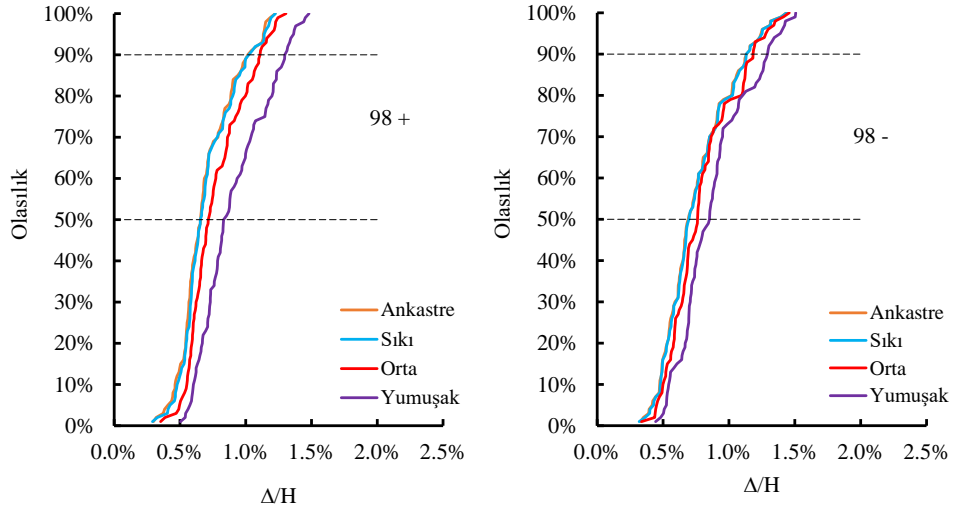 100%
90%
80%
70%
60%
50%
40%
30%
20%
10%
0%
Olasılık
98 +
Ankastre
Sıkı
Orta
Yumuşak
0.0% 0.5% 1.0% 1.5% 2.0% 2.5%
Δ/H
100%
90%
80%
70%
60%
50%
40%
30%
20%
10%
0%
Olasılık
98 -
Ankastre
Sıkı
Orta
Yumuşak
0.0% 0.5% 1.0% 1.5% 2.0% 2.5%
Δ/H